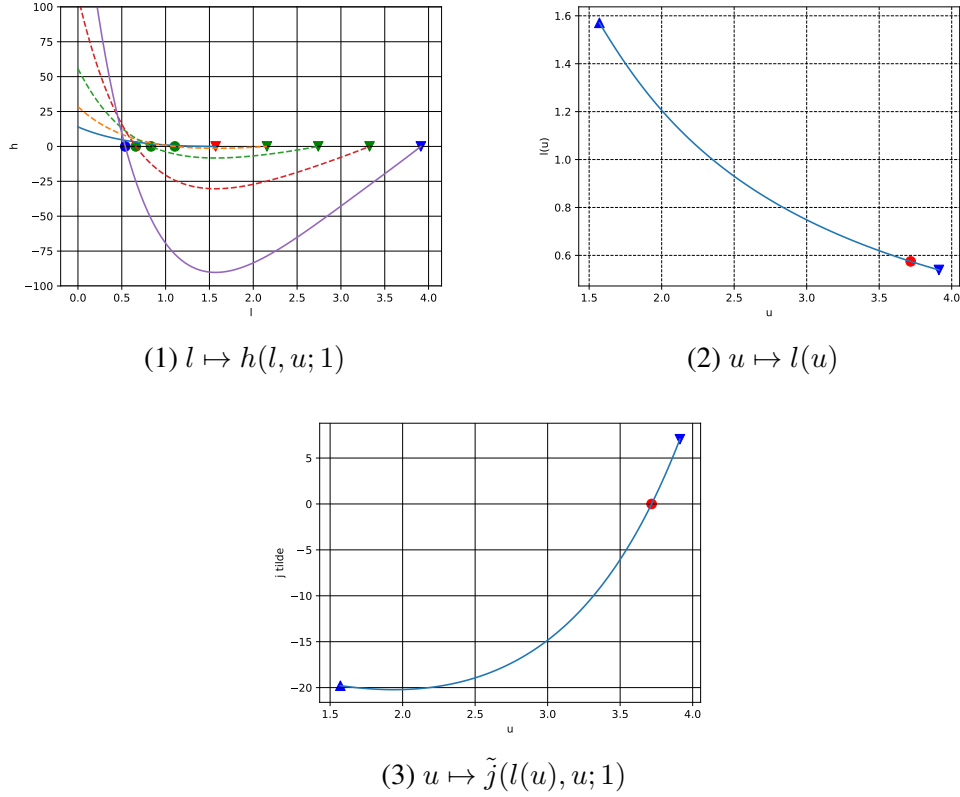 100
75
50
25
0
−25
−50
−75
−100
h
0.0 0.5 1.0 1.5 2.0 2.5 3.0 3.5 4.0
l
(1) l ↦ h(l, u; 1)
1.6
1.4
1.2
1.0
0.8
0.6
l(u)
1.5 2.0 2.5 3.0 3.5 4.0
u
(2) u ↦ l(u)
5
0
−5
−10
−15
−20
j tilde
1.5 2.0 2.5 3.0 3.5 4.0
u
(3) u ↦ j̃(l(u), u; 1)